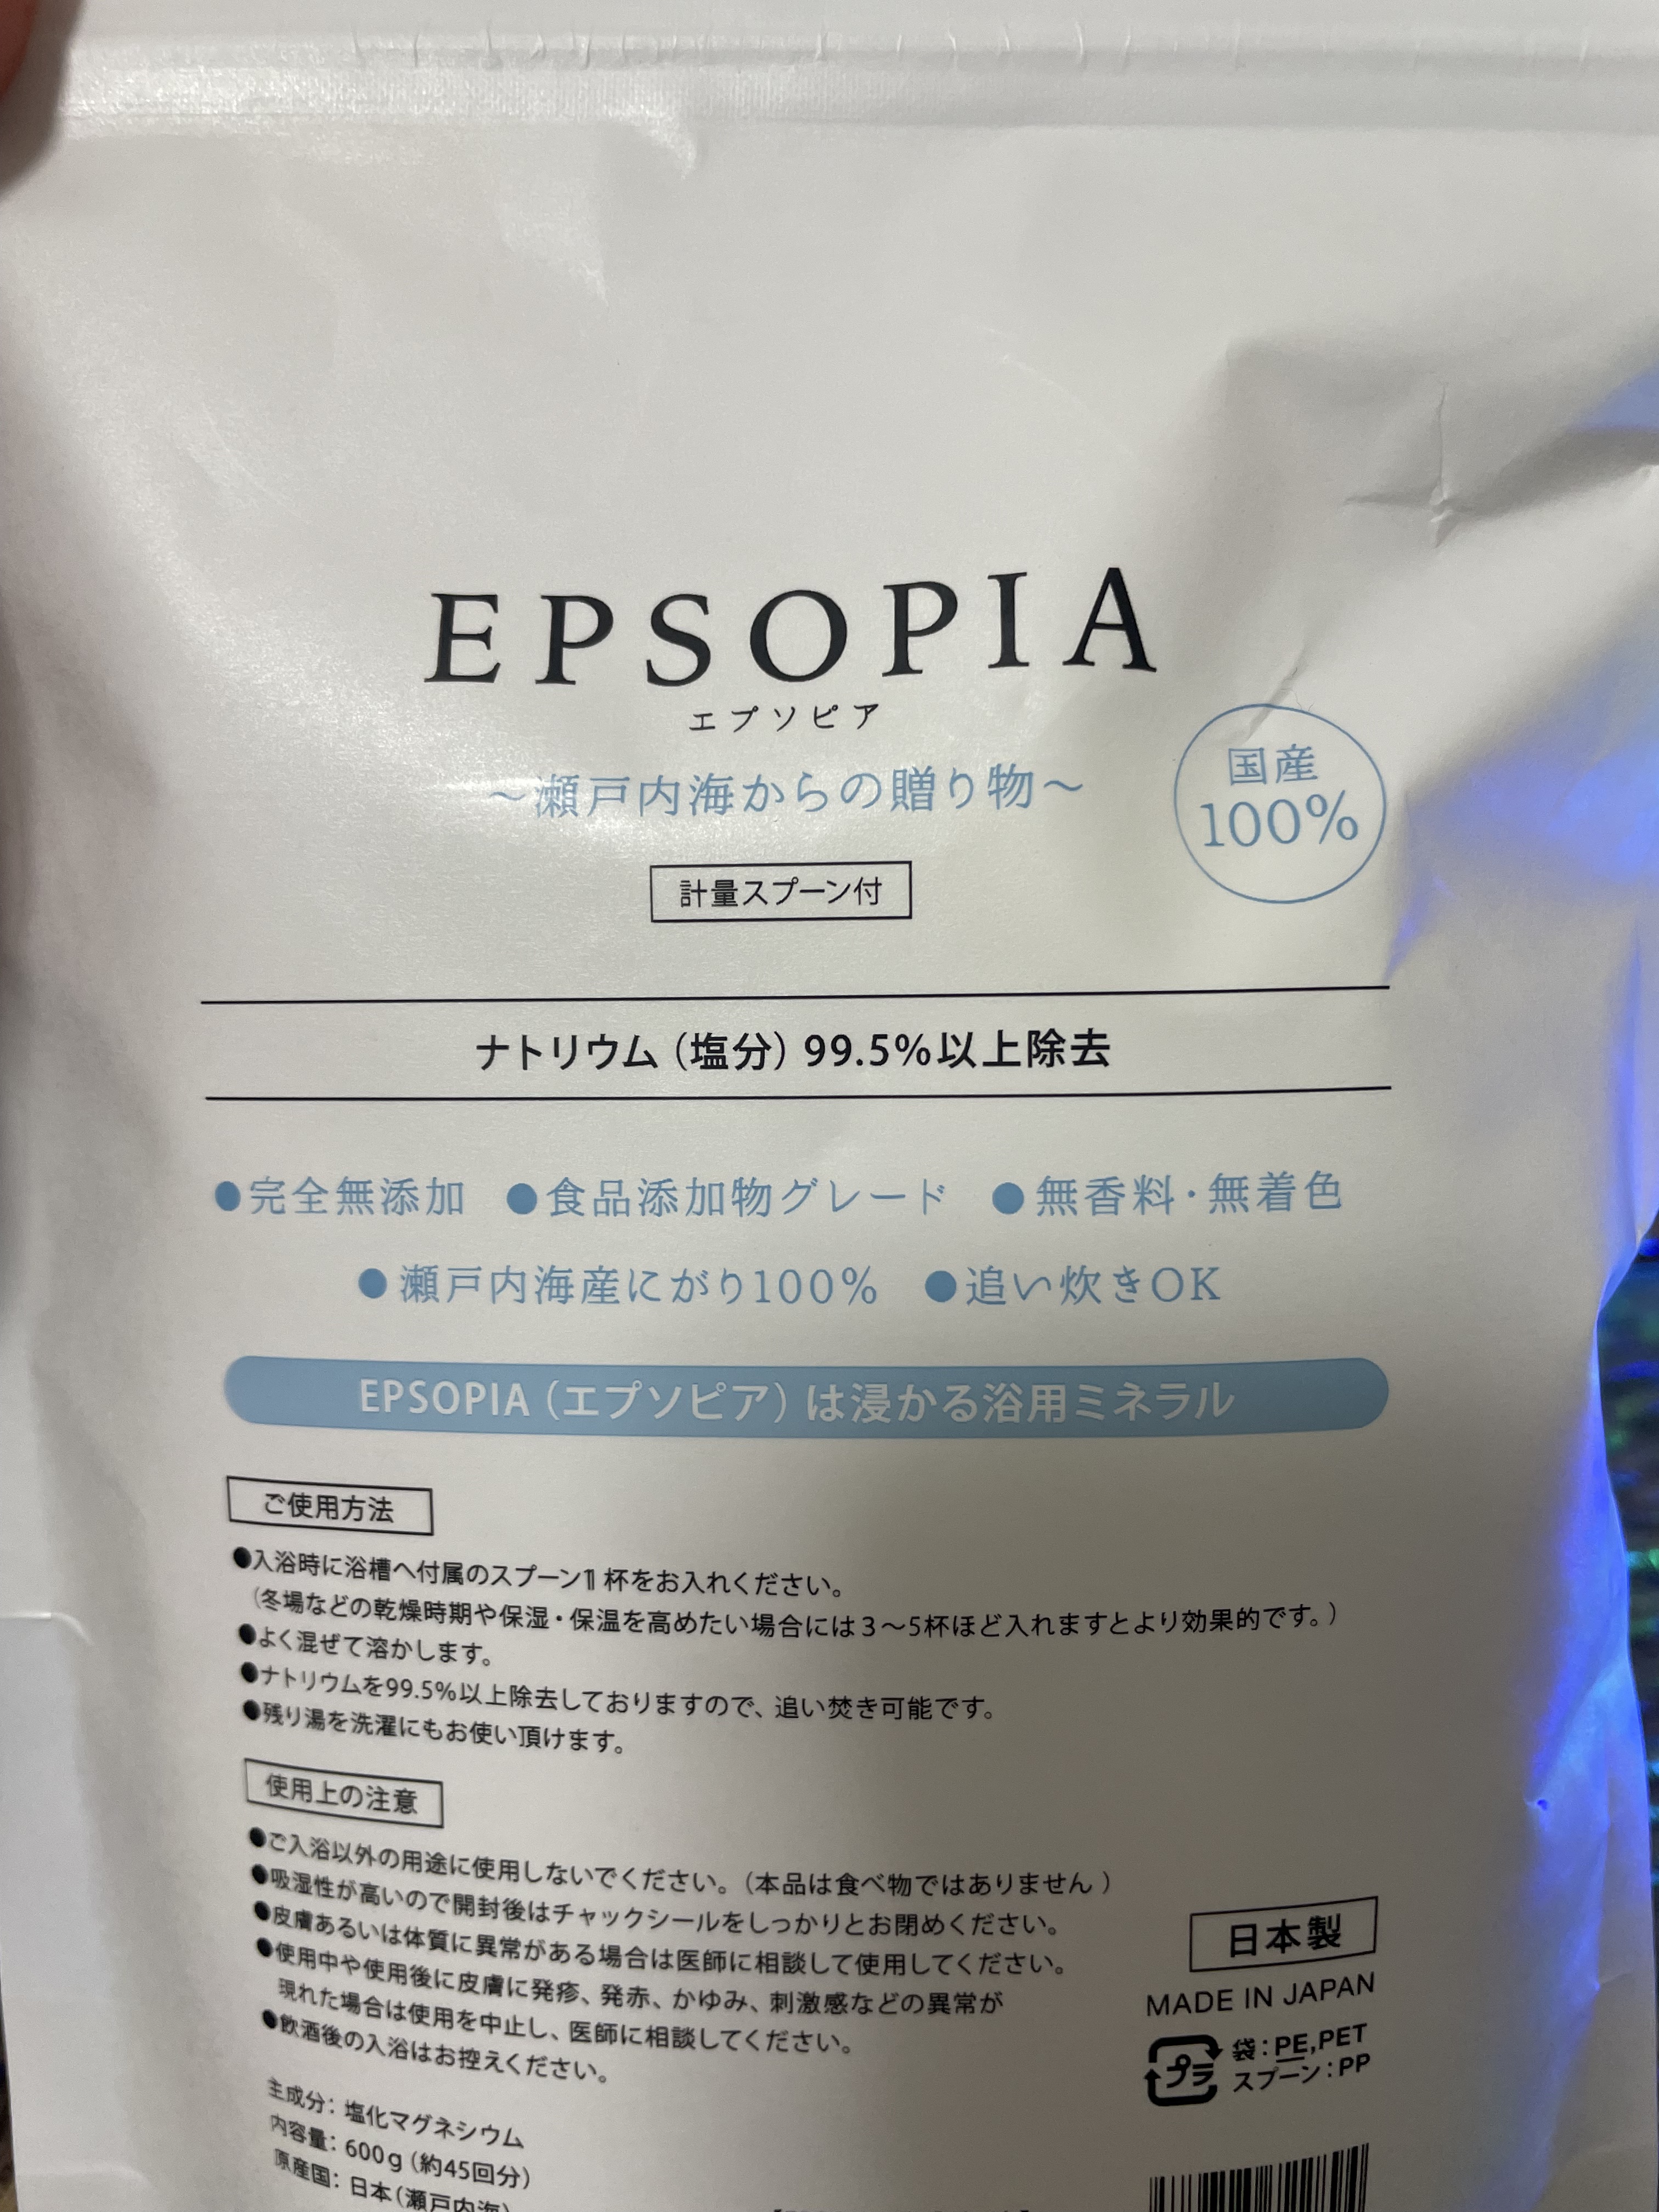 EPSOPIA
エプソピア
～瀬戸内海からの贈り物～
国産
100%
計量スプーン付
ナトリウム（塩分）99.5%以上除去
●完全無添加 ●食品添加物グレード ●無香料・無着色
●瀬戸内海産にがり100% ●追い炊きOK
EPSOPIA（エプソピア）は浸かる浴用ミネラル
ご使用方法
●入浴時に浴槽へ付属のスプーン1杯をお入れください。
（冬場などの乾燥時期や保湿・保温を高めたい場合には3～5杯ほど入れますとより効果的です。）
●よく混ぜて溶かします。
●ナトリウムを99.5%以上除去しておりますので、追い焚き可能です。
●残り湯を洗濯にもお使い頂けます。
使用上の注意
●ご入浴以外の用途に使用しないでください。（本品は食べ物ではありません）
●吸湿性が高いので開封後はチャックシールをしっかりとお閉めください。
●皮膚あるいは体質に異常がある場合は医師に相談して使用してください。
●使用中や使用後に皮膚に発疹、発赤、かゆみ、刺激感などの異常が
現れた場合は使用を中止し、医師に相談してください。
●飲酒後の入浴はお控えください。
主成分：塩化マグネシウム
内容量：600g（約45回分）
原産国：日本（瀬戸内海）
日本製
MADE IN JAPAN
プラ
袋：PE,PET
スプーン：PP